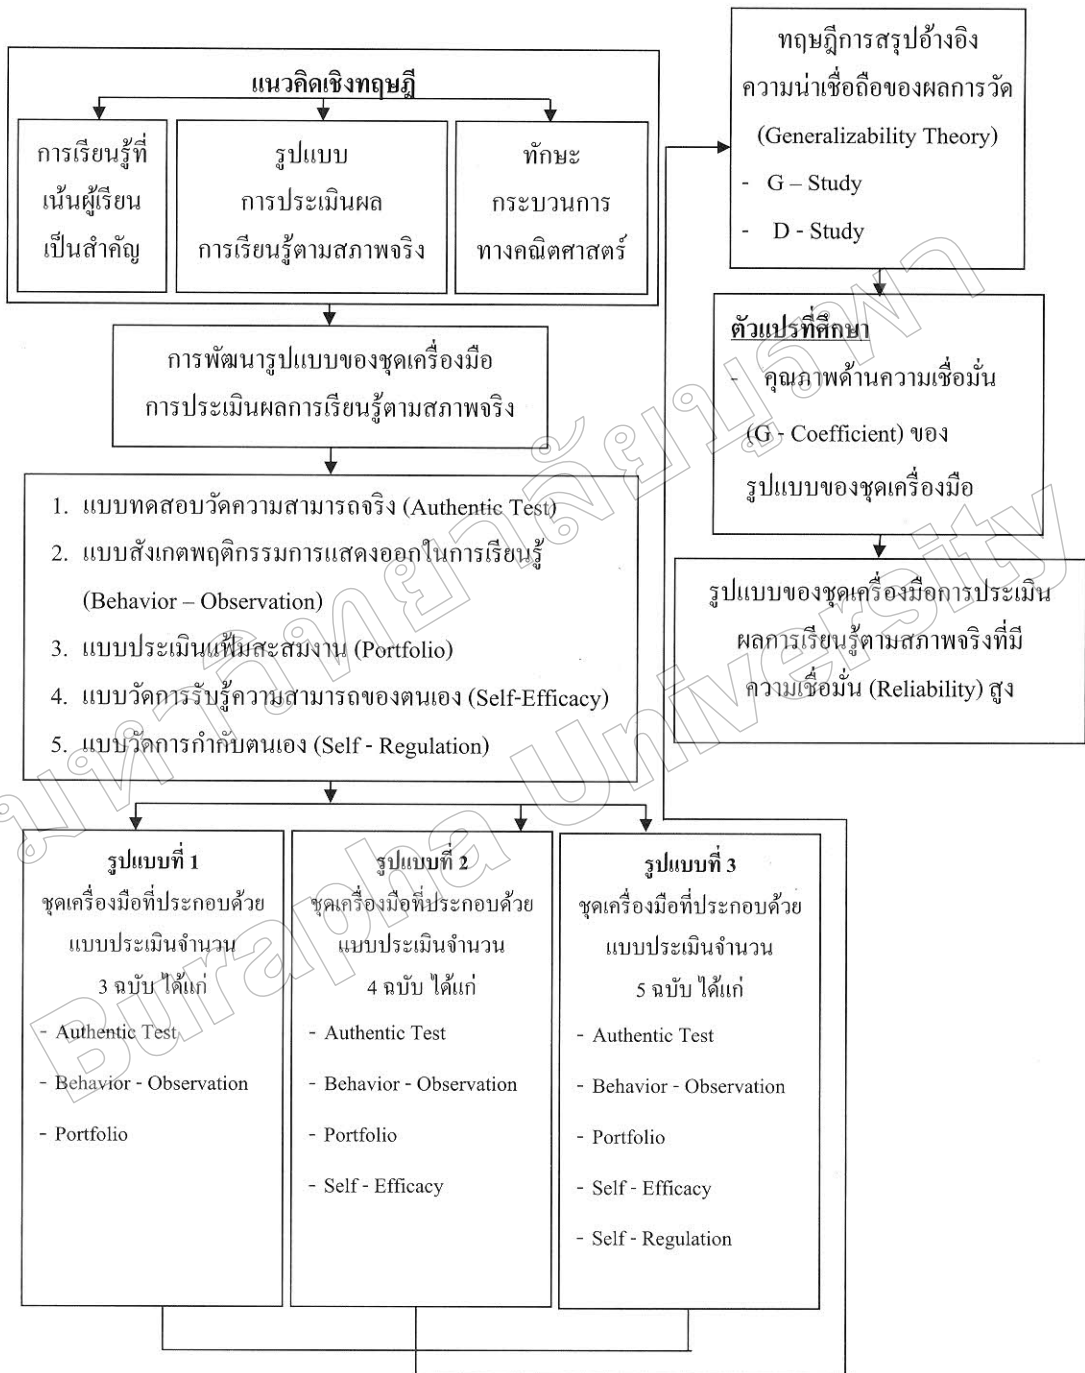 แนวคิดเชิงทฤษฎี
การเรียนรู้ที่
เน้นผู้เรียน
เป็นสำคัญ
รูปแบบ
การประเมินผล
การเรียนรู้ตามสภาพจริง
ทักษะ
กระบวนการ
ทางคณิตศาสตร์
การพัฒนารูปแบบของชุดเครื่องมือ
การประเมินผลการเรียนรู้ตามสภาพจริง
1. แบบทดสอบวัดความสามารถจริง (Authentic Test)
2. แบบสังเกตพฤติกรรมการแสดงออกในการเรียนรู้
(Behavior – Observation)
3. แบบประเมินแฟ้มสะสมงาน (Portfolio)
4. แบบวัดการรับรู้ความสามารถของตนเอง (Self-Efficacy)
5. แบบวัดการกำกับตนเอง (Self - Regulation)
รูปแบบที่ 1
ชุดเครื่องมือที่ประกอบด้วย
แบบประเมินจำนวน
3 ฉบับ ได้แก่
- Authentic Test
- Behavior - Observation
- Portfolio
รูปแบบที่ 2
ชุดเครื่องมือที่ประกอบด้วย
แบบประเมินจำนวน
4 ฉบับ ได้แก่
- Authentic Test
- Behavior - Observation
- Portfolio
- Self - Efficacy
รูปแบบที่ 3
ชุดเครื่องมือที่ประกอบด้วย
แบบประเมินจำนวน
5 ฉบับ ได้แก่
- Authentic Test
- Behavior - Observation
- Portfolio
- Self - Efficacy
- Self - Regulation
ทฤษฎีการสรุปอ้างอิง
ความน่าเชื่อถือของผลการวัด
(Generalizability Theory)
- G – Study
- D - Study
ตัวแปรที่ศึกษา
- คุณภาพด้านความเชื่อมั่น
(G - Coefficient) ของ
รูปแบบของชุดเครื่องมือ
รูปแบบของชุดเครื่องมือการประเมิน
ผลการเรียนรู้ตามสภาพจริงที่มี
ความเชื่อมั่น (Reliability) สูง
มหาวิทยาลัยบูรพา
Burapha University